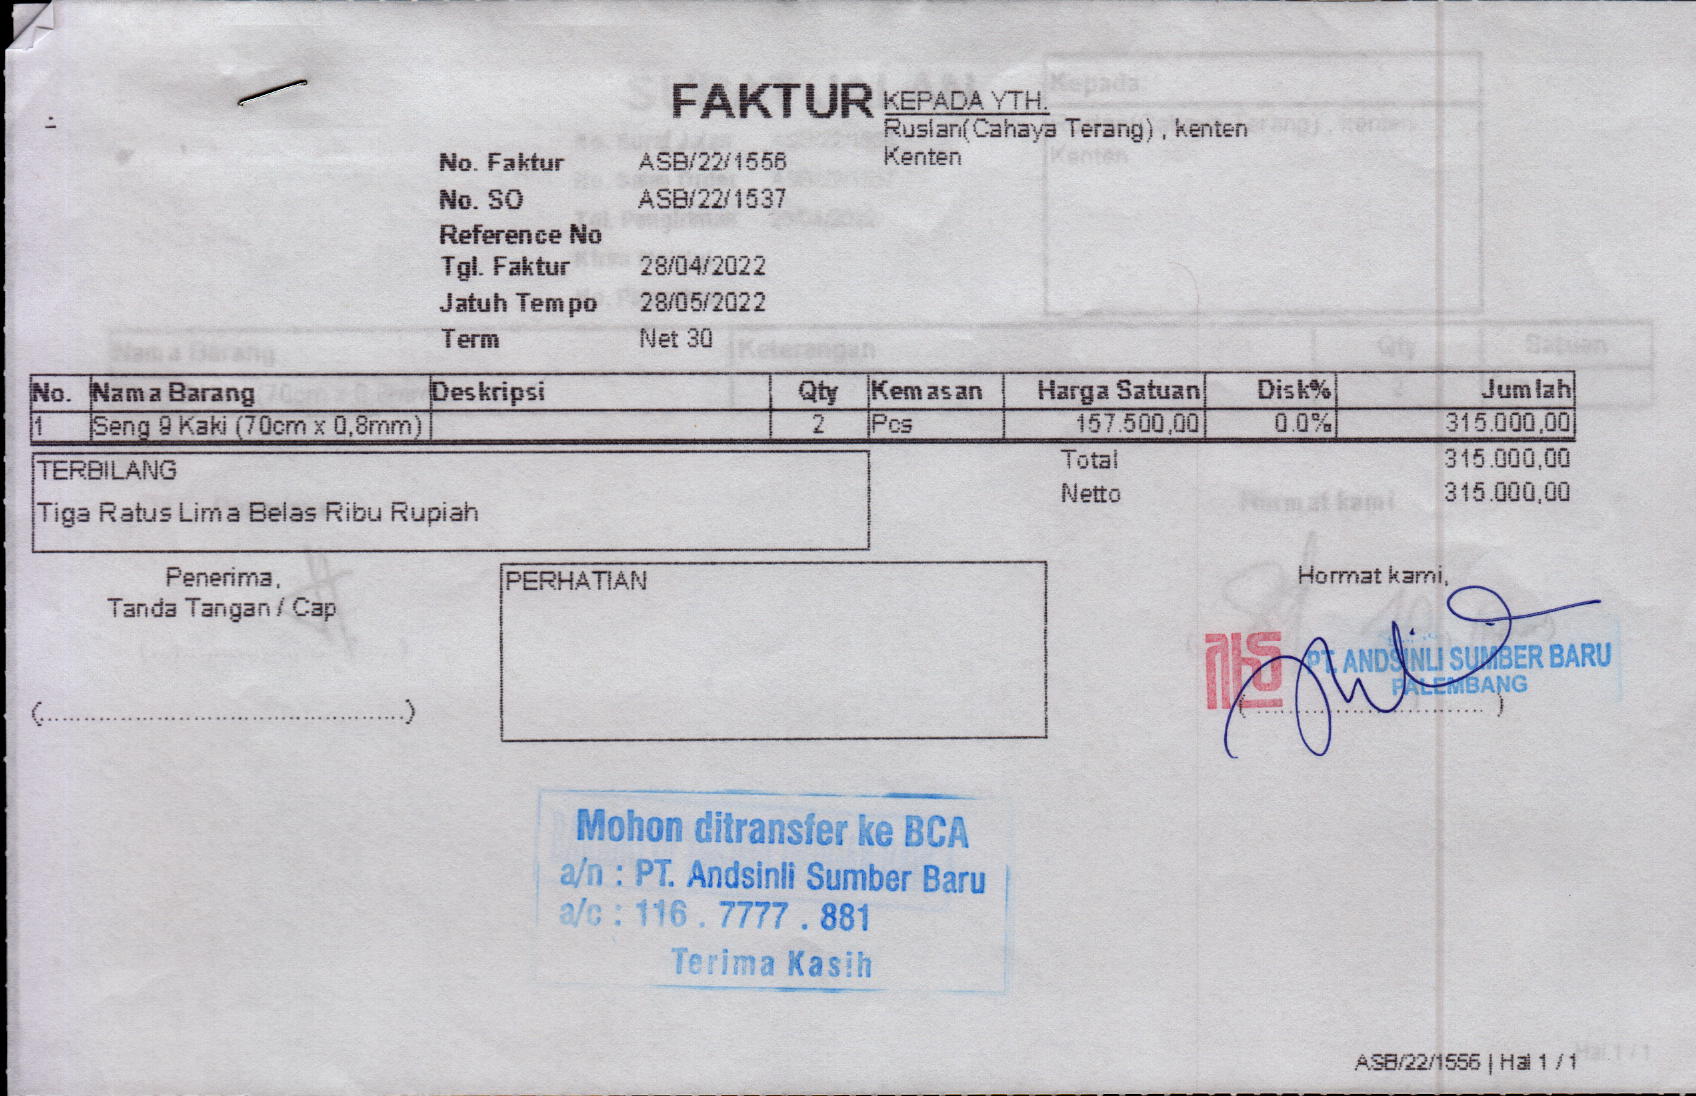 FAKTUR
KEPADA YTH.
Ruslan(Cahaya Terang) , kenten
Kenten
No. Faktur ASB/22/1556
No. SO ASB/22/1537
Reference No
Tgl. Faktur 28/04/2022
Jatuh Tempo 28/05/2022
Term Net 30
No. Nama Barang Deskripsi Qty Kemasan Harga Satuan Disk% Jumlah
1 Seng 9 Kaki (70cm x 0,8mm) 2 Pcs 157.500,00 0.0% 315.000,00
Total 315.000,00
Netto 315.000,00
TERBILANG
Tiga Ratus Lima Belas Ribu Rupiah
Penerima,
Tanda Tangan / Cap
(................................................)
PERHATIAN
Hormat kami,
PT. ANDSINLI SUMBER BARU
PALEMBANG
(..............................)
Mohon ditransfer ke BCA
a/n : PT. Andsinli Sumber Baru
a/c : 116 . 7777 . 881
Terima Kasih
ASB/22/1556 | Hal 1 / 1